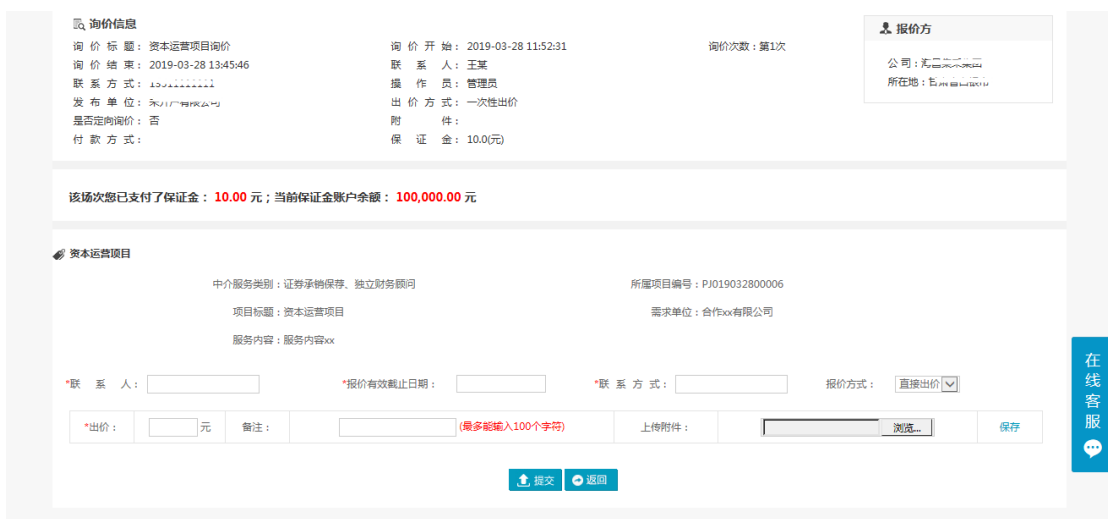 询价信息
询 价 标 题： 资本运营项目询价
询 价 开 始： 2019-03-28 11:52:31
询价次数：第1次
询 价 结 束： 2019-03-28 13:45:46
联 系 人： 王某
联 系 方 式：
操 作 员： 管理员
发 布 单 位：
出 价 方 式： 一次性出价
是否定向询价： 否
附 件：
付 款 方 式：
保 证 金： 10.0(元)
报价方
公司：
所在地：
该场次您已支付了保证金： 10.00 元；当前保证金账户余额： 100,000.00 元
资本运营项目
中介服务类别：证券承销保荐、独立财务顾问
所属项目编号：PJ019032800006
项目标题：资本运营项目
需求单位：合作xx有限公司
服务内容：服务内容xx
*联 系 人：
*报价有效截止日期：
*联 系 方 式：
报价方式： 直接出价
*出价： 元
备注： (最多能输入100个字符)
上传附件： 浏览...
保存
提交
返回
在线客服